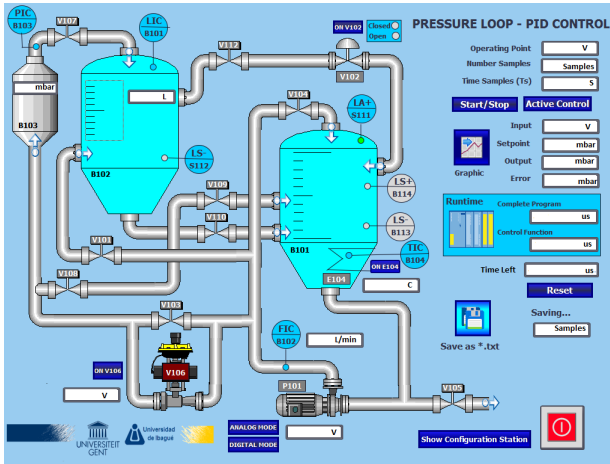 PIC
B103
V107
LIC
B101
V112
ON V102
Closed
Open
V102
PRESSURE LOOP - PID CONTROL
Operating Point
V
Number Samples
Samples
Time Samples (Ts)
S
Start/Stop
Active Control
mbar
B103
L
V104
LA+
S111
Input
V
Setpoint
mbar
Output
mbar
Error
mbar
Graphic
LS-
S112
B102
V109
LS+
B114
V110
LS-
B113
Runtime
Complete Program
us
Control Function
us
V101
B101
TIC
B104
ON E104
E104
C
Time Left
us
Reset
V108
V103
Saving...
Samples
Save as *.txt
FIC
B102
L/min
ON V106
V106
V
P101
V105
ANALOG MODE
DIGITAL MODE
V
Show Configuration Station
UNIVERSITEIT
GENT
Universidad
de Ibagué